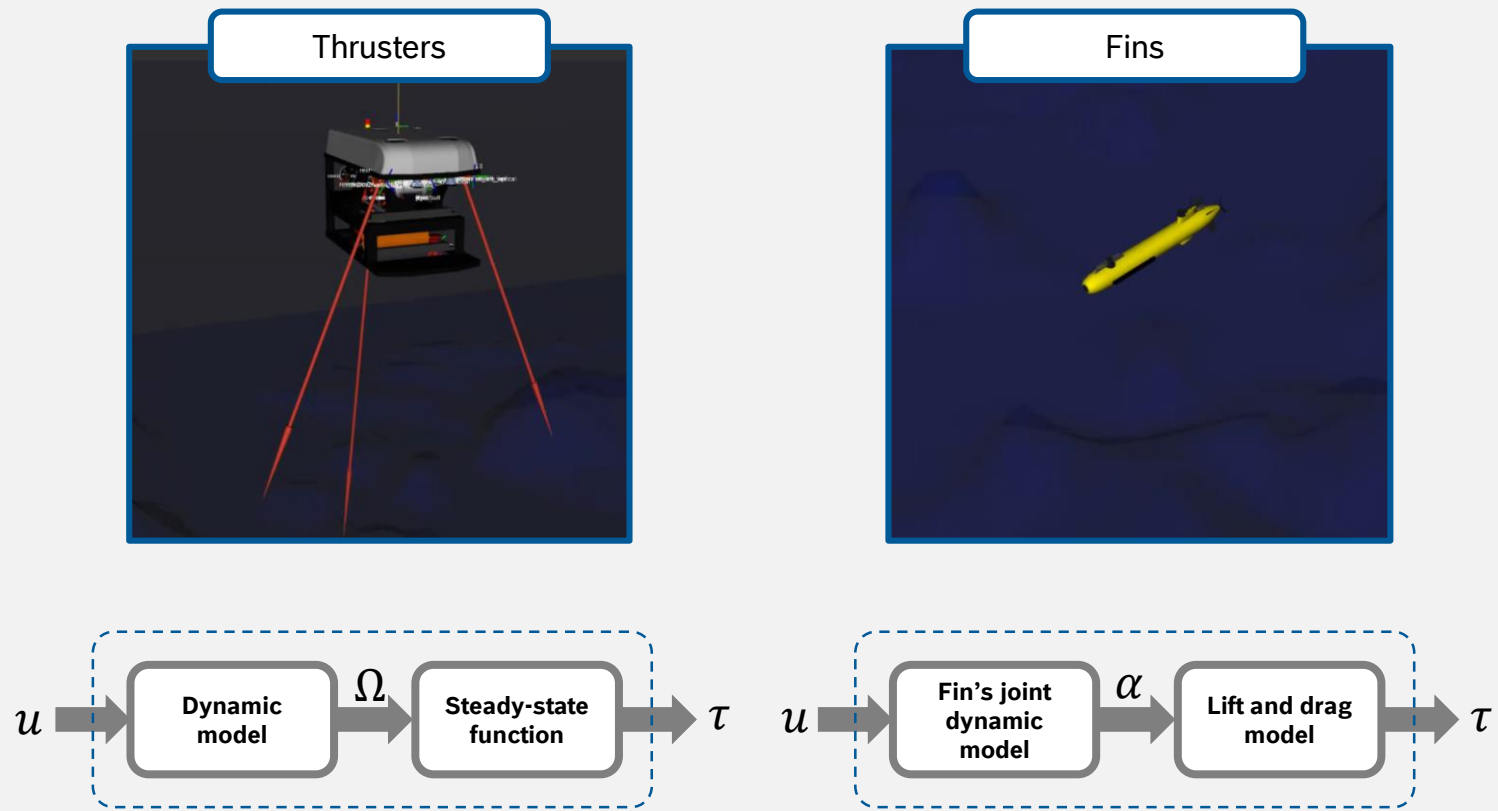 Thrusters
Fins
u
Dynamic
model
Ω
Steady-state
function
τ
u
Fin's joint
dynamic
model
α
Lift and drag
model
τ